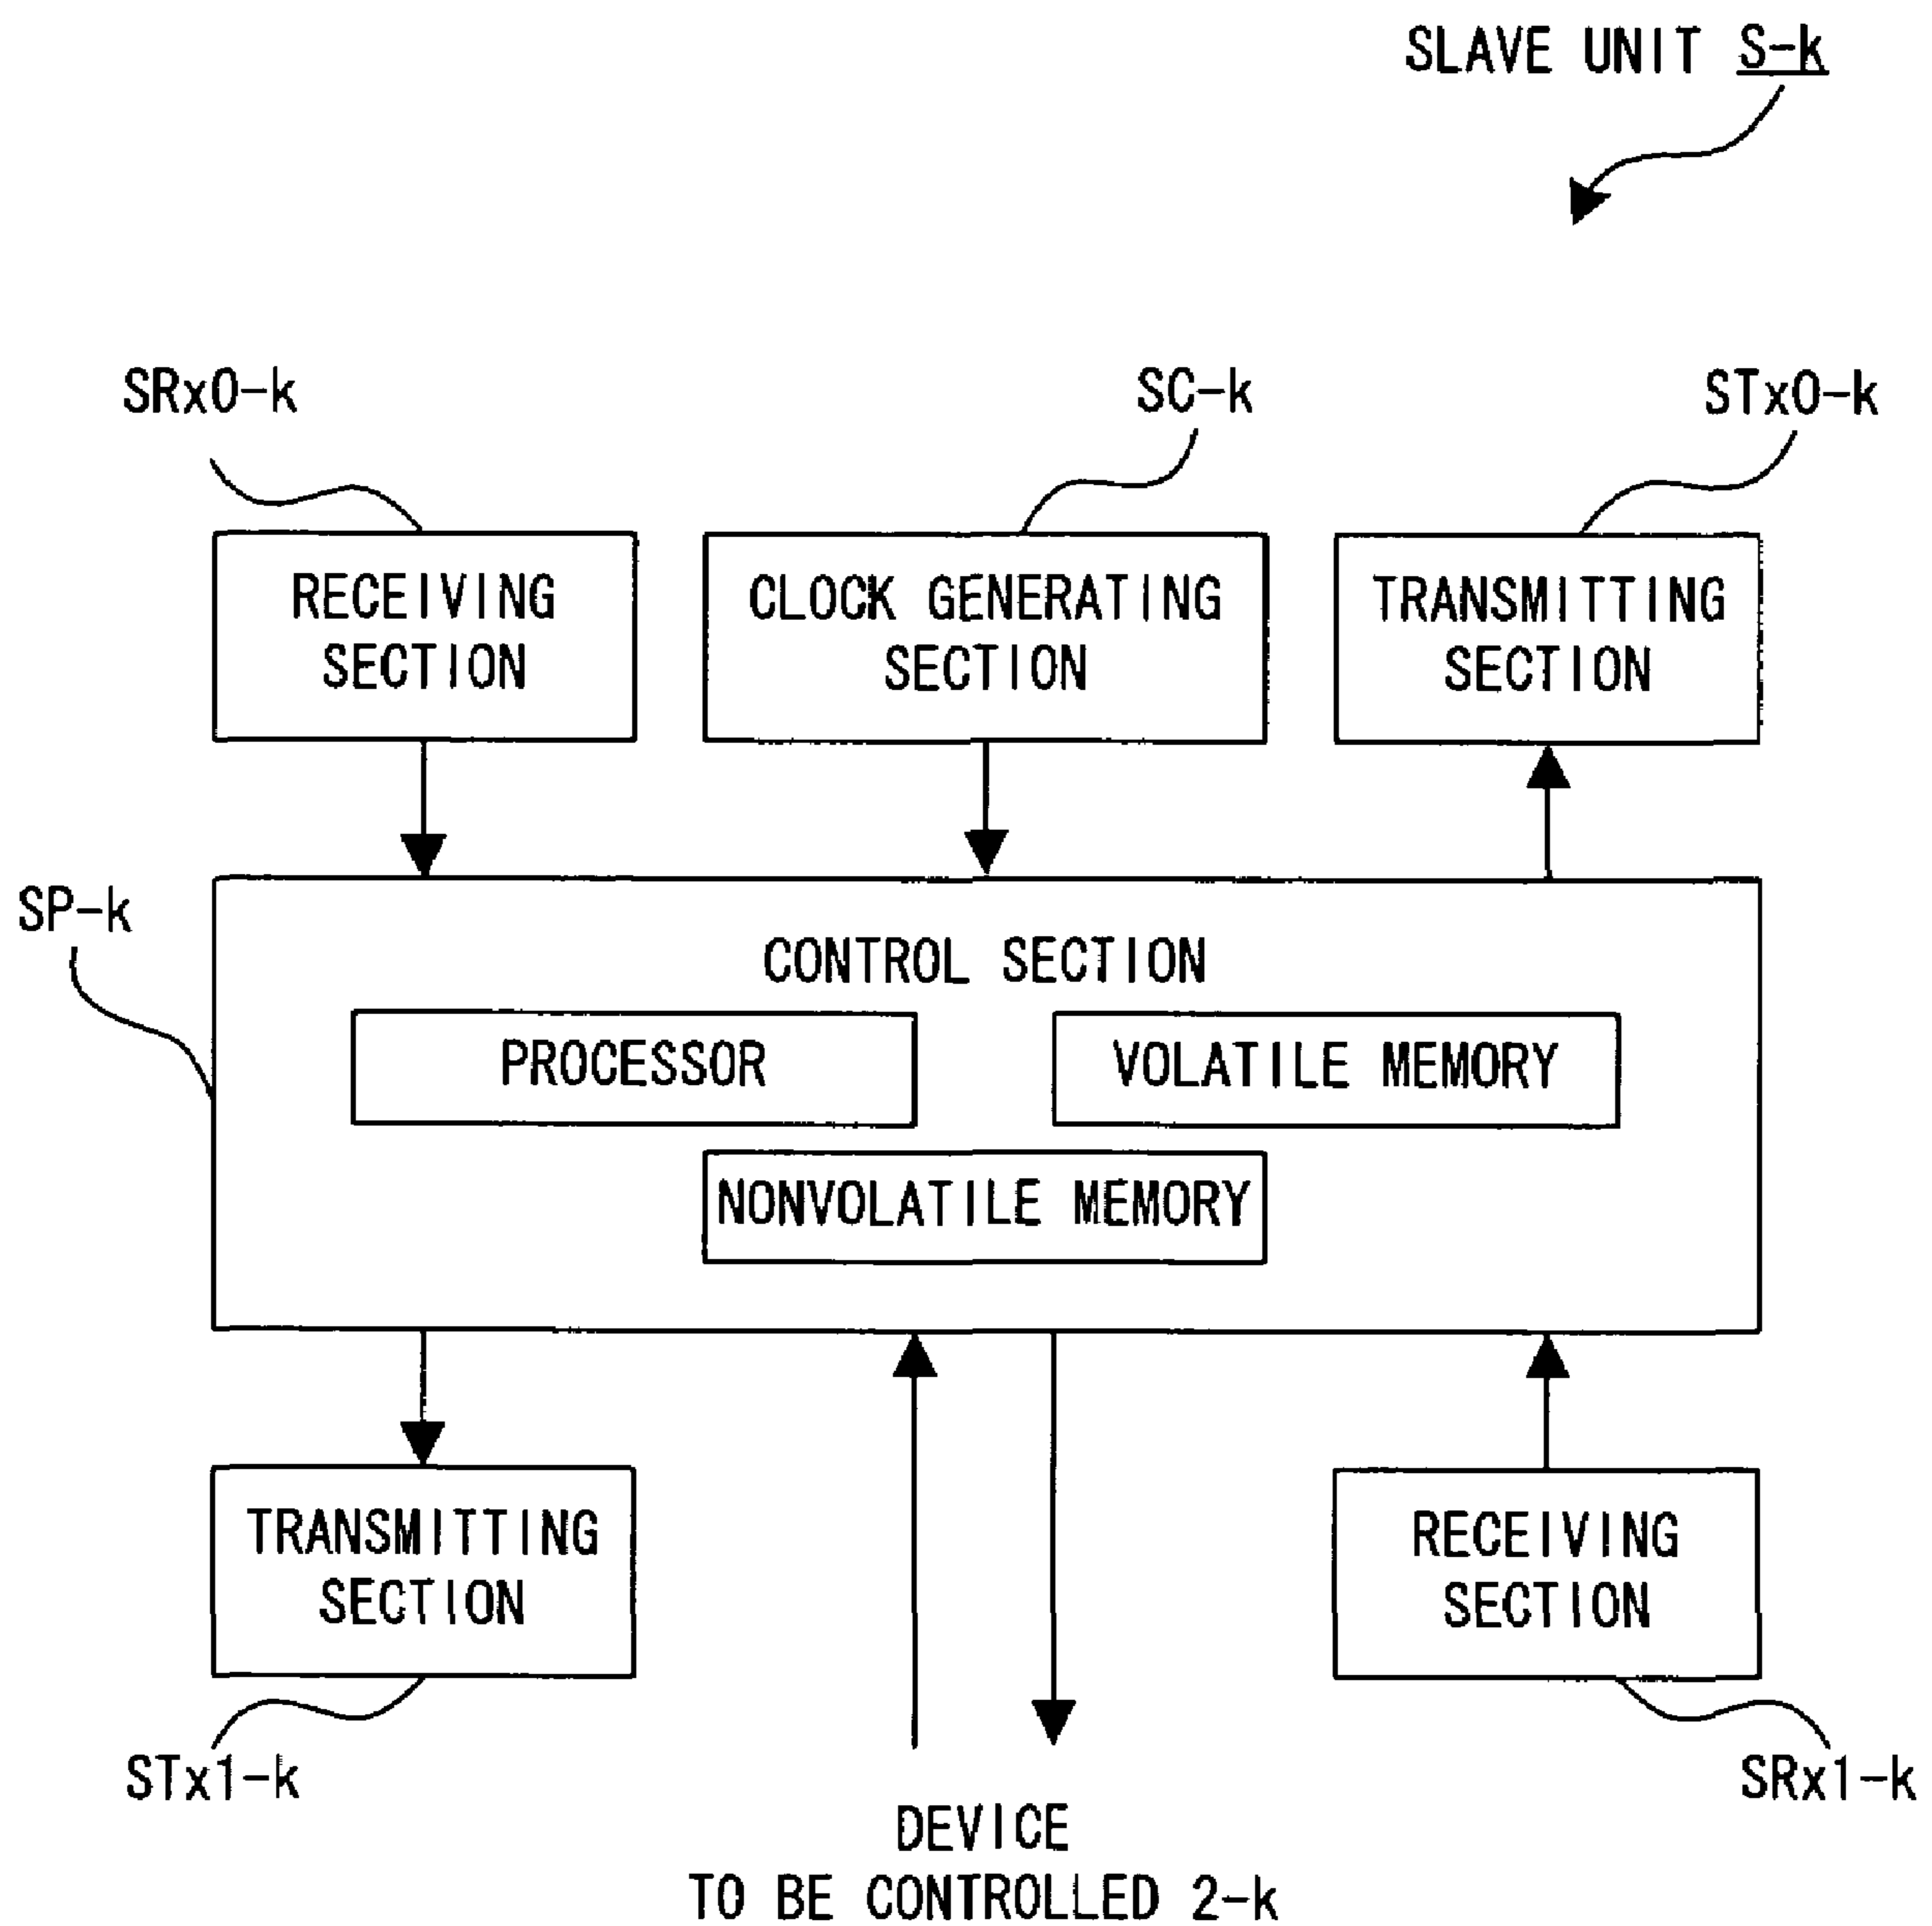 SLAVE UNIT S-k
SRx0-k
SC-k
STx0-k
RECEIVING
SECTION
CLOCK GENERATING
SECTION
TRANSMITTING
SECTION
SP-k
CONTROL SECTION
PROCESSOR
VOLATILE MEMORY
NONVOLATILE MEMORY
TRANSMITTING
SECTION
RECEIVING
SECTION
STx1-k
SRx1-k
DEVICE
TO BE CONTROLLED 2-k